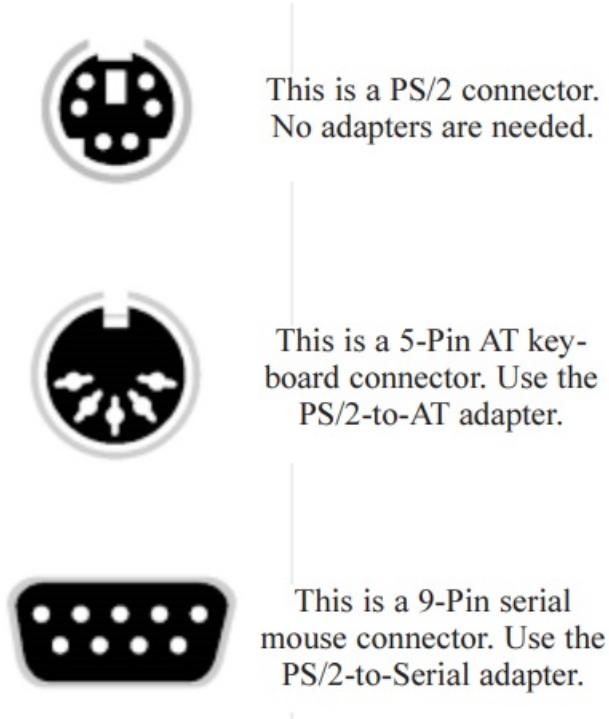 This is a PS/2 connector.
No adapters are needed.
This is a 5-Pin AT key-
board connector. Use the
PS/2-to-AT adapter.
This is a 9-Pin serial
mouse connector. Use the
PS/2-to-Serial adapter.